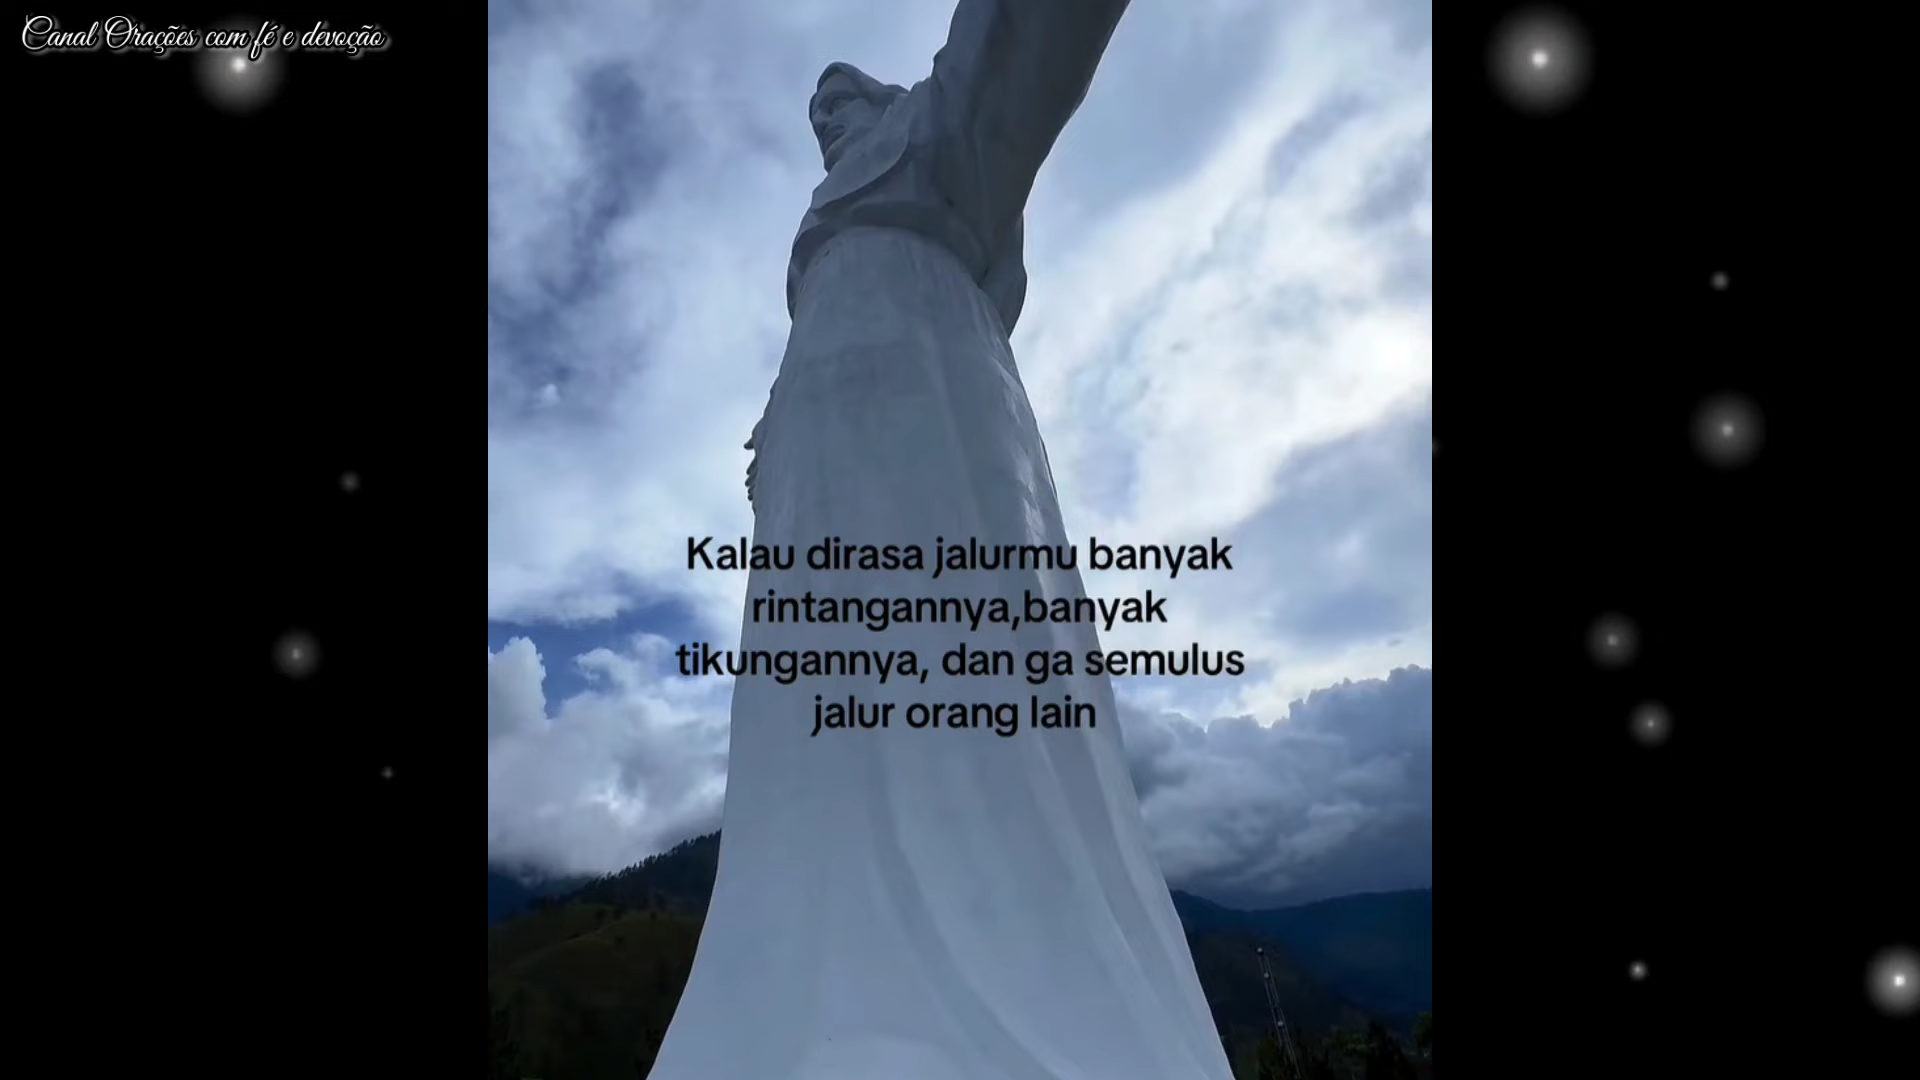 Canal Orações com fé e devoção
Kalau dirasa jalurmu banyak
rintangannya,banyak
tikungannya, dan ga semulus
jalur orang lain